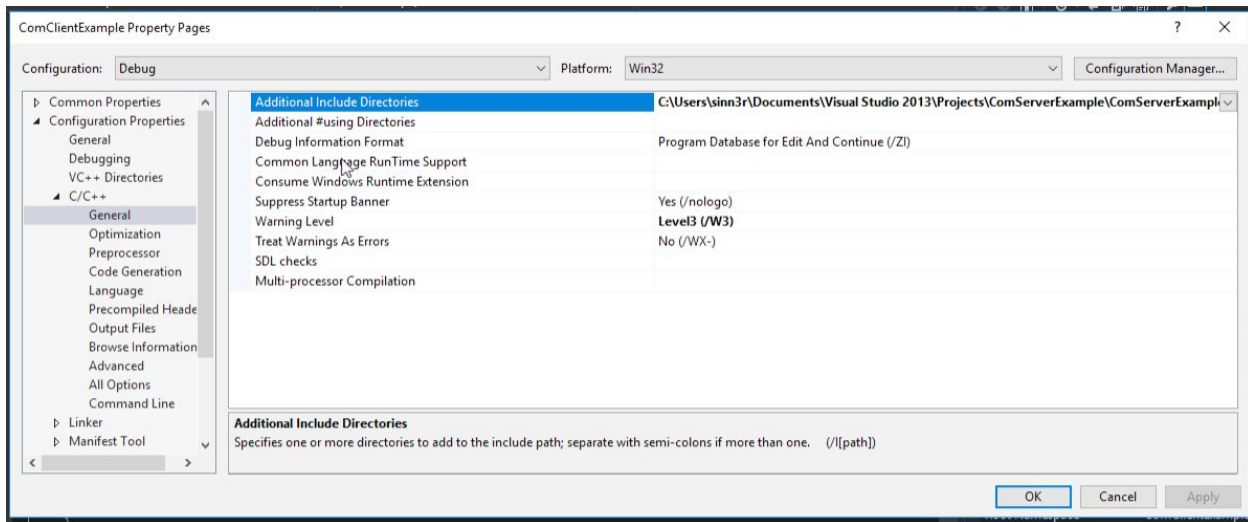 ComClientExample Property Pages
? X
Configuration: Debug Platform: Win32 Configuration Manager...
Common Properties
Configuration Properties
General
Debugging
VC++ Directories
C/C++
General
Optimization
Preprocessor
Code Generation
Language
Precompiled Heade
Output Files
Browse Information
Advanced
All Options
Command Line
Linker
Manifest Tool
Additional Include Directories C:\Users\sinn3r\Documents\Visual Studio 2013\Projects\ComServerExample\ComServerExampl
Additional #using Directories
Debug Information Format Program Database for Edit And Continue (/ZI)
Common Language RunTime Support
Consume Windows Runtime Extension
Suppress Startup Banner Yes (/nologo)
Warning Level Level3 (/W3)
Treat Warnings As Errors No (/WX-)
SDL checks
Multi-processor Compilation
Additional Include Directories
Specifies one or more directories to add to the include path; separate with semi-colons if more than one. (/I[path])
OK Cancel Apply